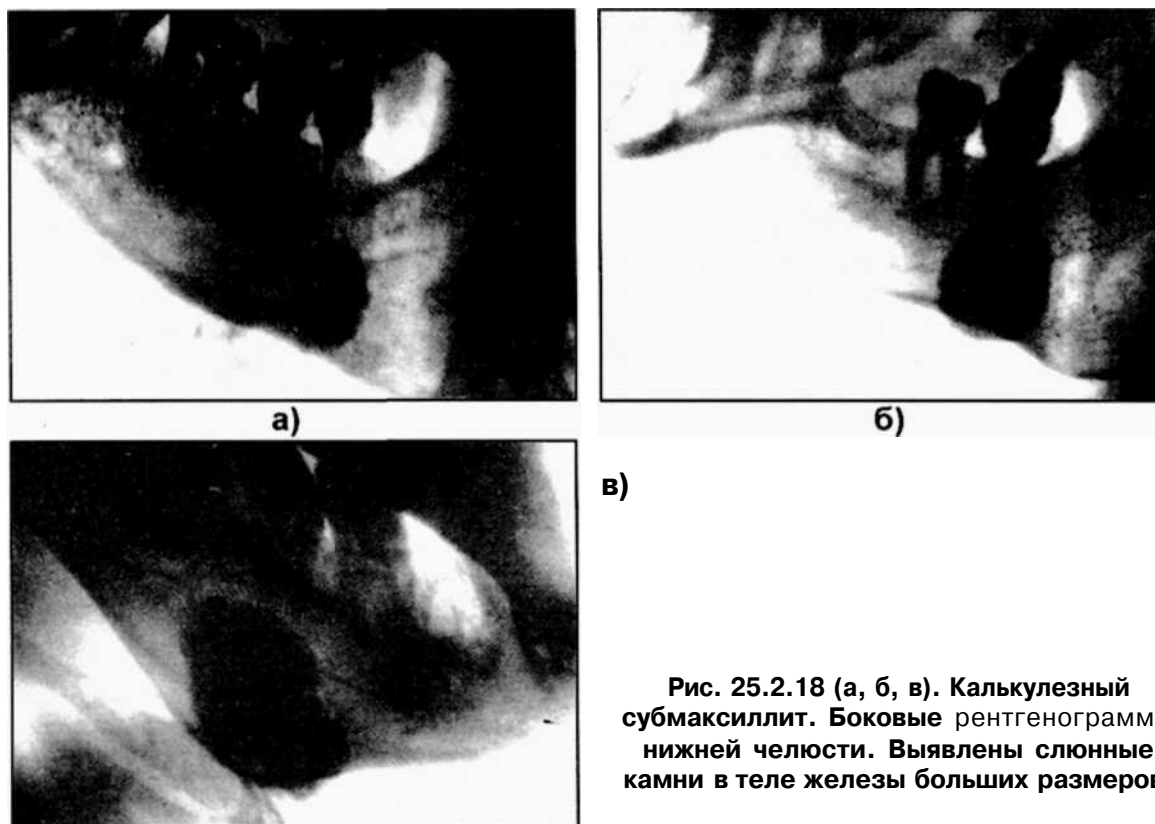 а)
б)
в)
Рис. 25.2.18 (а, б, в). Калькулезный
субмаксиллит. Боковые рентгенограмм
нижней челюсти. Выявлены слюнные
камни в теле железы больших размеров